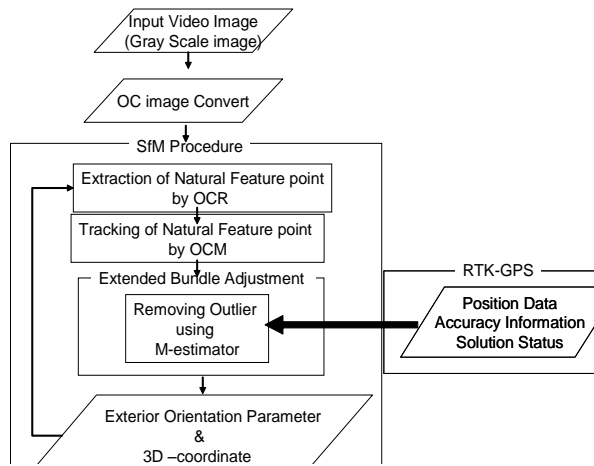 Input Video Image
(Gray Scale image)
OC image Convert
SfM Procedure
Extraction of Natural Feature point
by OCR
Tracking of Natural Feature point
by OCM
Extended Bundle Adjustment
Removing Outlier
using
M-estimator
RTK-GPS
Position Data
Accuracy Information
Solution Status
Exterior Orientation Parameter
&
3D –coordinate